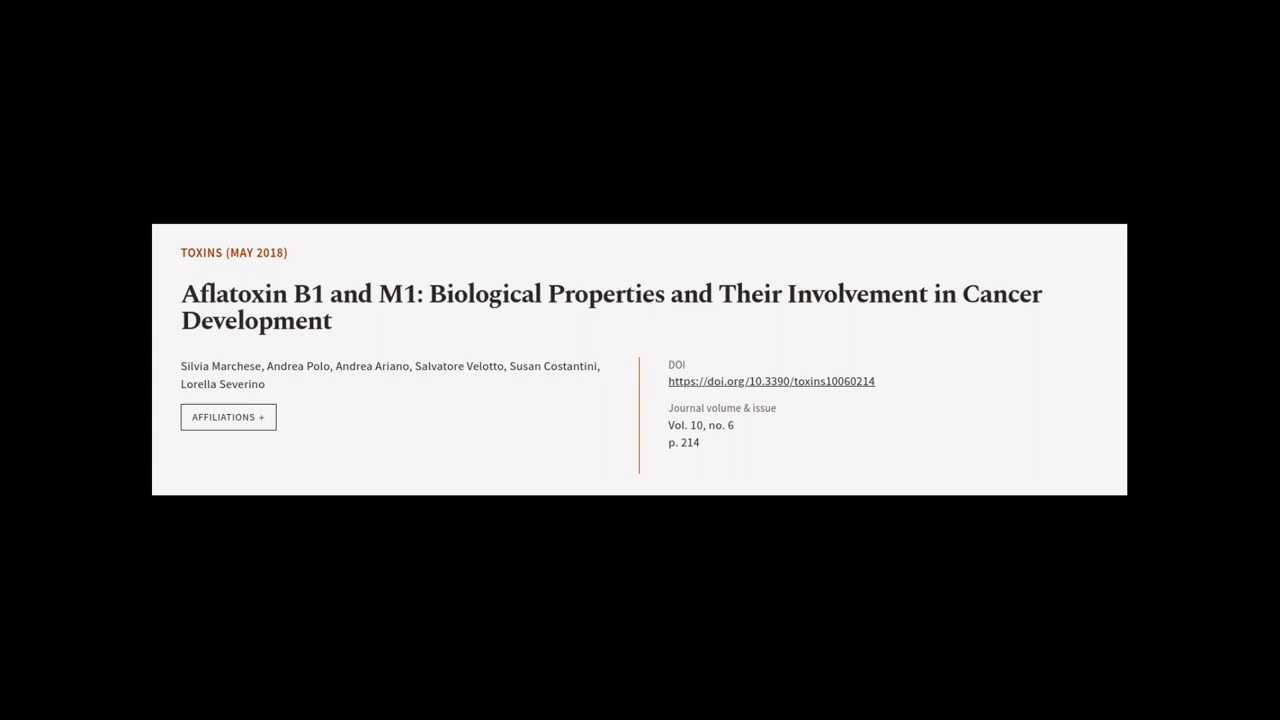 TOXINS (MAY 2018)
Aflatoxin B1 and M1: Biological Properties and Their Involvement in Cancer
Development
Silvia Marchese, Andrea Polo, Andrea Ariano, Salvatore Velotto, Susan Costantini,
Lorella Severino
AFFILIATIONS +
DOI
https://doi.org/10.3390/toxins10060214
Journal volume & issue
Vol. 10, no. 6
p. 214